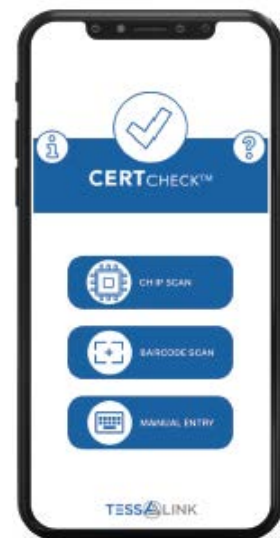 i ?
CERTCHECK™
CHIP SCAN
BARCODE SCAN
MANUAL ENTRY
TESSALINK